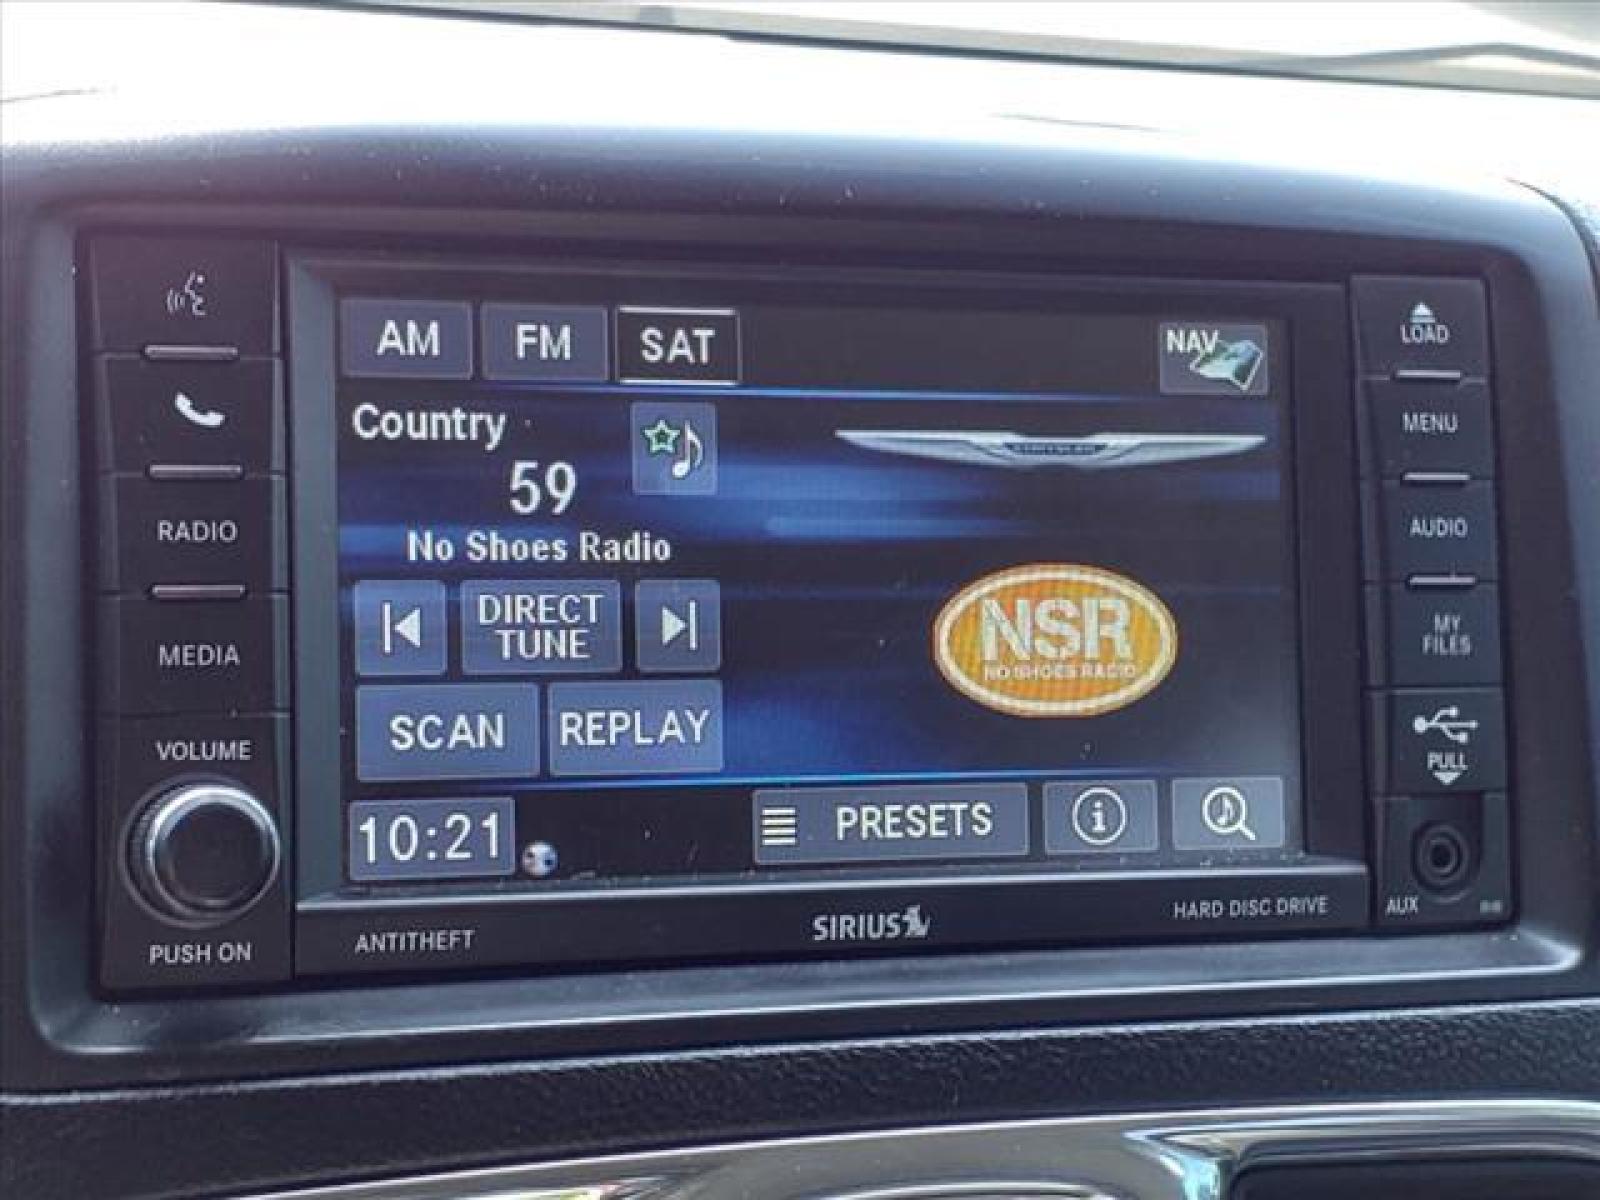 RADIO
MEDIA
VOLUME
PUSH ON
AM FM SAT
NAV
Country
59
No Shoes Radio
DIRECT
TUNE
SCAN REPLAY
CHRYSLER
NSR
NO SHOES RADIO
10:21
PRESETS
i
ANTITHEFT
SIRIUS
HARD DISC DRIVE
LOAD
MENU
AUDIO
MY
FILES
PULL
AUX